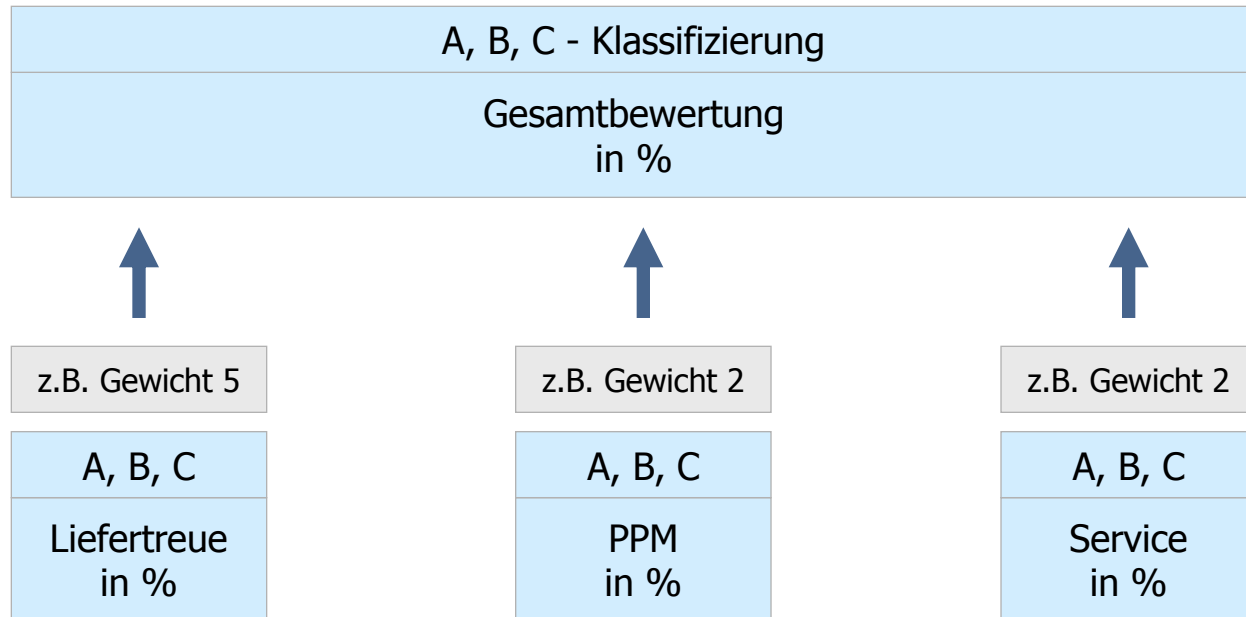 A, B, C - Klassifizierung
Gesamtbewertung
in %
z.B. Gewicht 5
z.B. Gewicht 2
z.B. Gewicht 2
A, B, C
A, B, C
A, B, C
Liefertreue
in %
PPM
in %
Service
in %